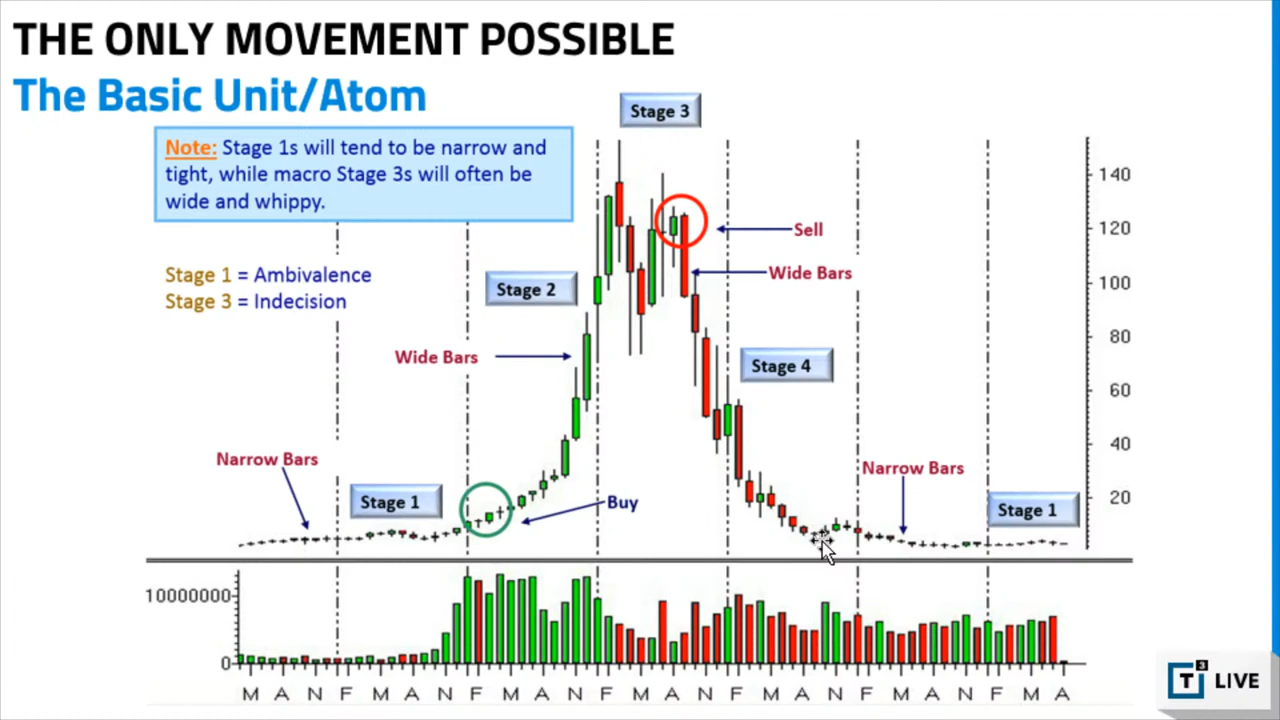 THE ONLY MOVEMENT POSSIBLE
The Basic Unit/Atom
Stage 3
Note: Stage 1s will tend to be narrow and
tight, while macro Stage 3s will often be
wide and whippy.
140
120
Sell
Stage 1 = Ambivalence
Wide Bars
Stage 2
100
Stage 3 = Indecision
80
Wide Bars
Stage 4
60
40
Narrow Bars
Narrow Bars
Stage 1
Buy
20
Stage 1
10000000
0
M A N F M A N F M A N F M A N F M A N F M A N F M A
T3 LIVE